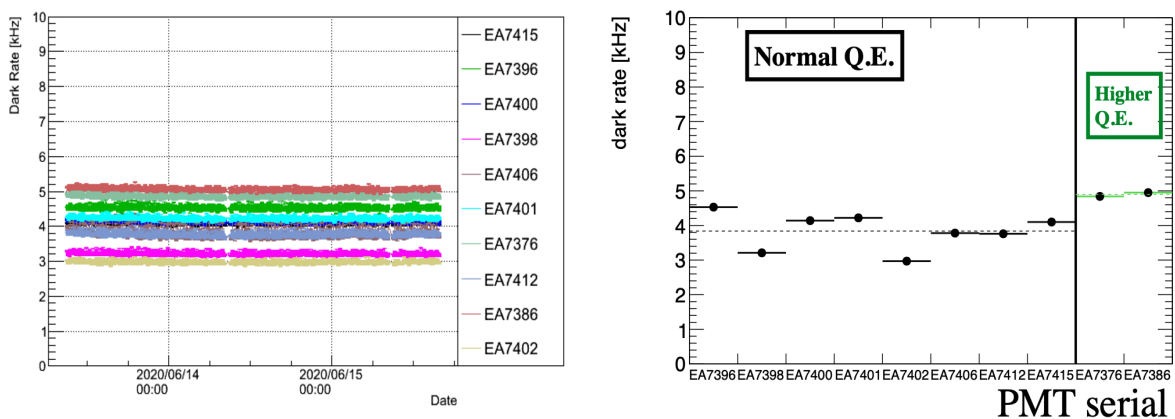 Dark Rate [kHz]
10
9
8
7
6
5
4
3
2
1
0
2020/06/14
00:00
2020/06/15
00:00
Date
EA7415
EA7396
EA7400
EA7398
EA7406
EA7401
EA7376
EA7412
EA7386
EA7402
dark rate [kHz]
10
9
8
7
6
5
4
3
2
1
0
Normal Q.E.
Higher
Q.E.
EA7396 EA7398 EA7400 EA7401 EA7402 EA7406 EA7412 EA7415 EA7376 EA7386
PMT serial